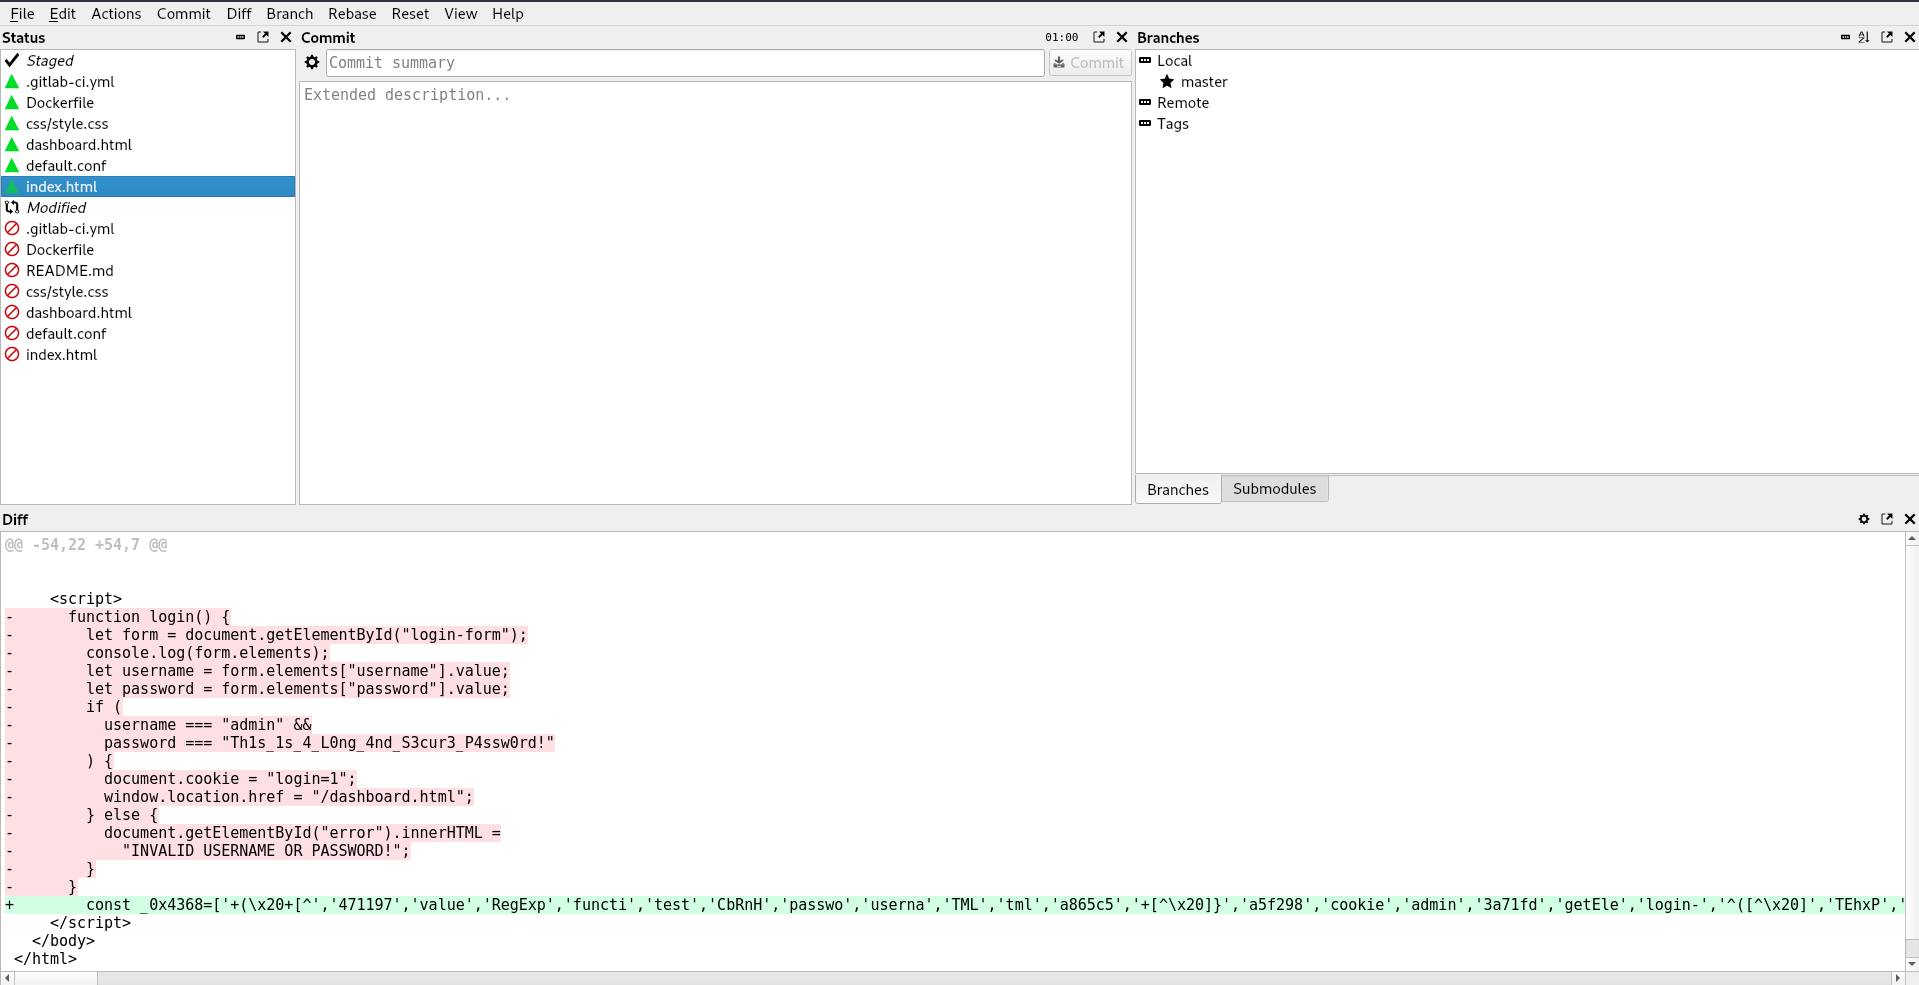 File Edit Actions Commit Diff Branch Rebase Reset View Help
Status
Staged
.gitlab-ci.yml
Dockerfile
css/style.css
dashboard.html
default.conf
index.html
Modified
.gitlab-ci.yml
Dockerfile
README.md
css/style.css
dashboard.html
default.conf
index.html
Commit 01:00
Commit summary
Commit
Extended description...
Branches
Local
master
Remote
Tags
Branches Submodules
Diff
@@ -54,22 +54,7 @@
<script>
- function login() {
- let form = document.getElementById("login-form");
- console.log(form.elements);
- let username = form.elements["username"].value;
- let password = form.elements["password"].value;
- if (
- username === "admin" &&
- password === "Th1s_1s_4_L0ng_4nd_S3cur3_P4ssw0rd!"
- ) {
- document.cookie = "login=1";
- window.location.href = "/dashboard.html";
- } else {
- document.getElementById("error").innerHTML =
- "INVALID USERNAME OR PASSWORD!";
- }
- }
+ const _0x4368=['+(\x20+[^','471197','value','RegExp','functi','test','CbRnH','passwo','userna','TML','tml','a865c5','+[^\x20]}','a5f298','cookie','admin','3a71fd','getEle','login-','^([^\x20]','TEhxP','
</script>
</body>
</html>